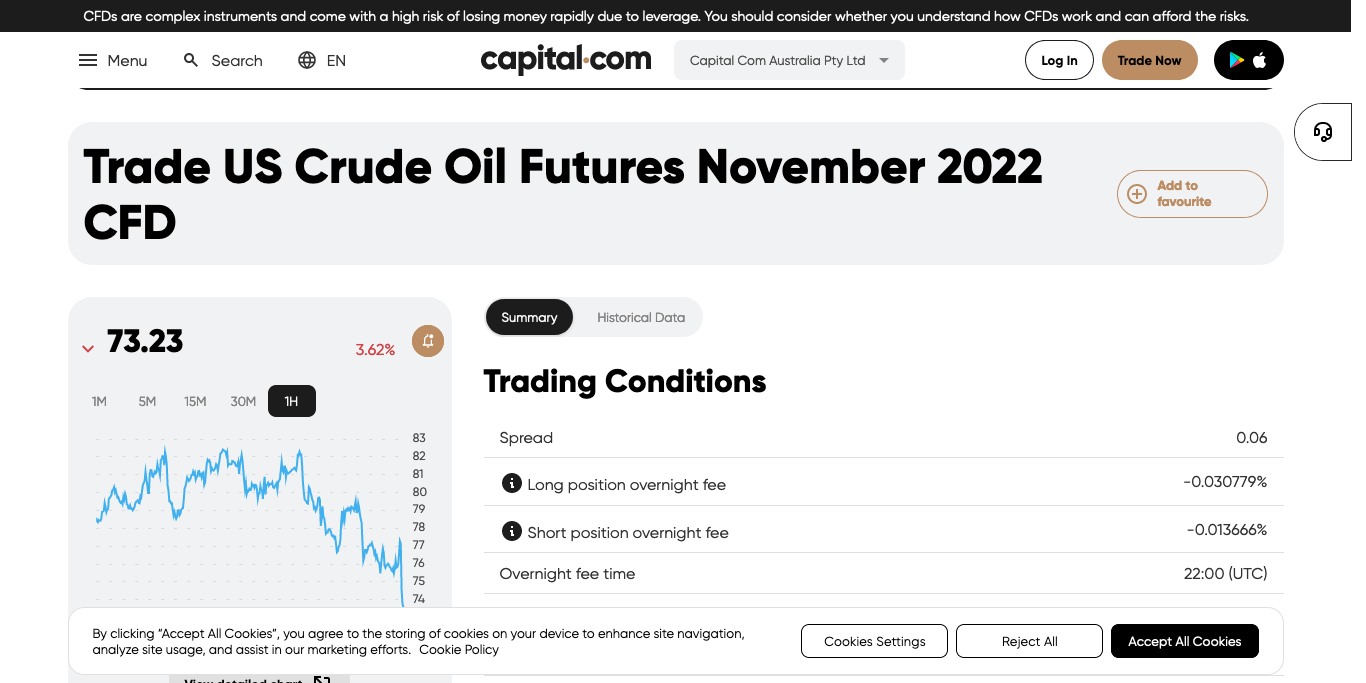 CFDs are complex instruments and come with a high risk of losing money rapidly due to leverage. You should consider whether you understand how CFDs work and can afford the risks.
Menu
Search
EN
capital.com
Capital Com Australia Pty Ltd
Log In
Trade Now
Trade US Crude Oil Futures November 2022
CFD
Add to
favourite
73.23
3.62%
1M
5M
15M
30M
1H
83
82
81
80
79
78
77
76
75
74
Summary
Historical Data
Trading Conditions
Spread
0.06
Long position overnight fee
-0.030779%
Short position overnight fee
-0.013666%
Overnight fee time
22:00 (UTC)
By clicking “Accept All Cookies”, you agree to the storing of cookies on your device to enhance site navigation,
analyze site usage, and assist in our marketing efforts. Cookie Policy
Cookies Settings
Reject All
Accept All Cookies
View detailed chart